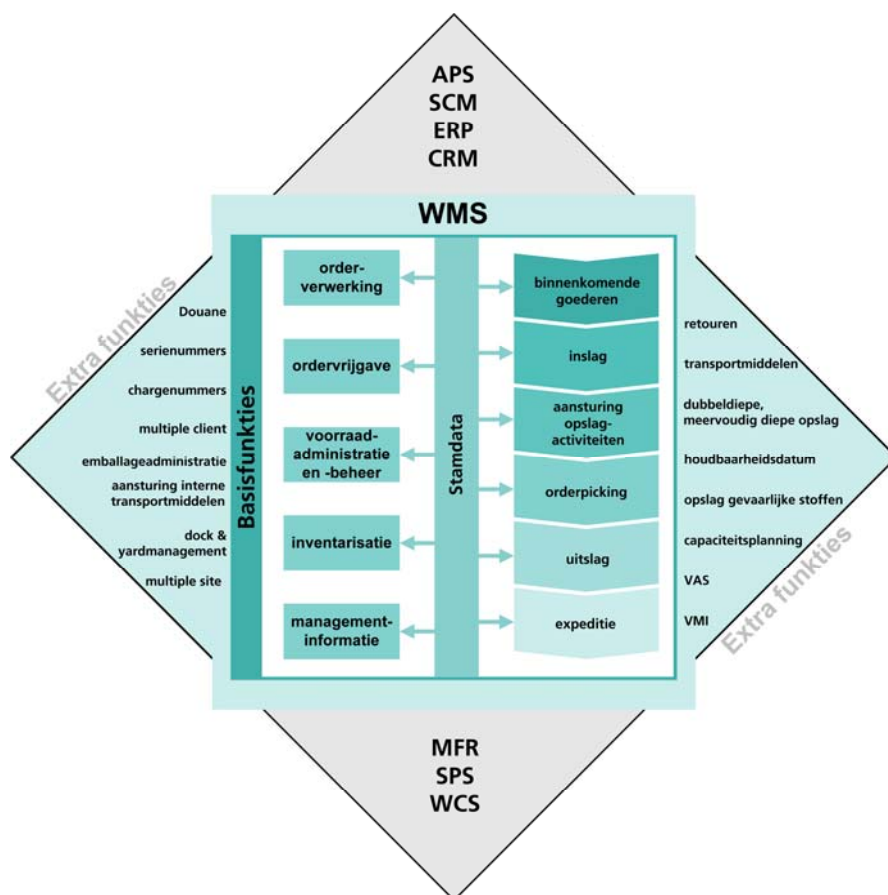 APS
SCM
ERP
CRM
WMS
Extra funkties
Douane
serienummers
chargenummers
multiple client
emballageadministratie
aansturing interne
transportmiddelen
dock &
yardmanagement
multiple site
Basisfunkties
order-
verwerking
ordervrijgave
voorraad-
administratie
en -beheer
inventarisatie
management-
informatie
Stamdata
binnenkomende
goederen
inslag
aansturing
opslag-
activiteiten
orderpicking
uitslag
expeditie
retouren
transportmiddelen
dubbeldiepe,
meervoudig diepe opslag
houdbaarheidsdatum
opslag gevaarlijke stoffen
capaciteitsplanning
VAS
VMI
Extra funkties
MFR
SPS
WCS